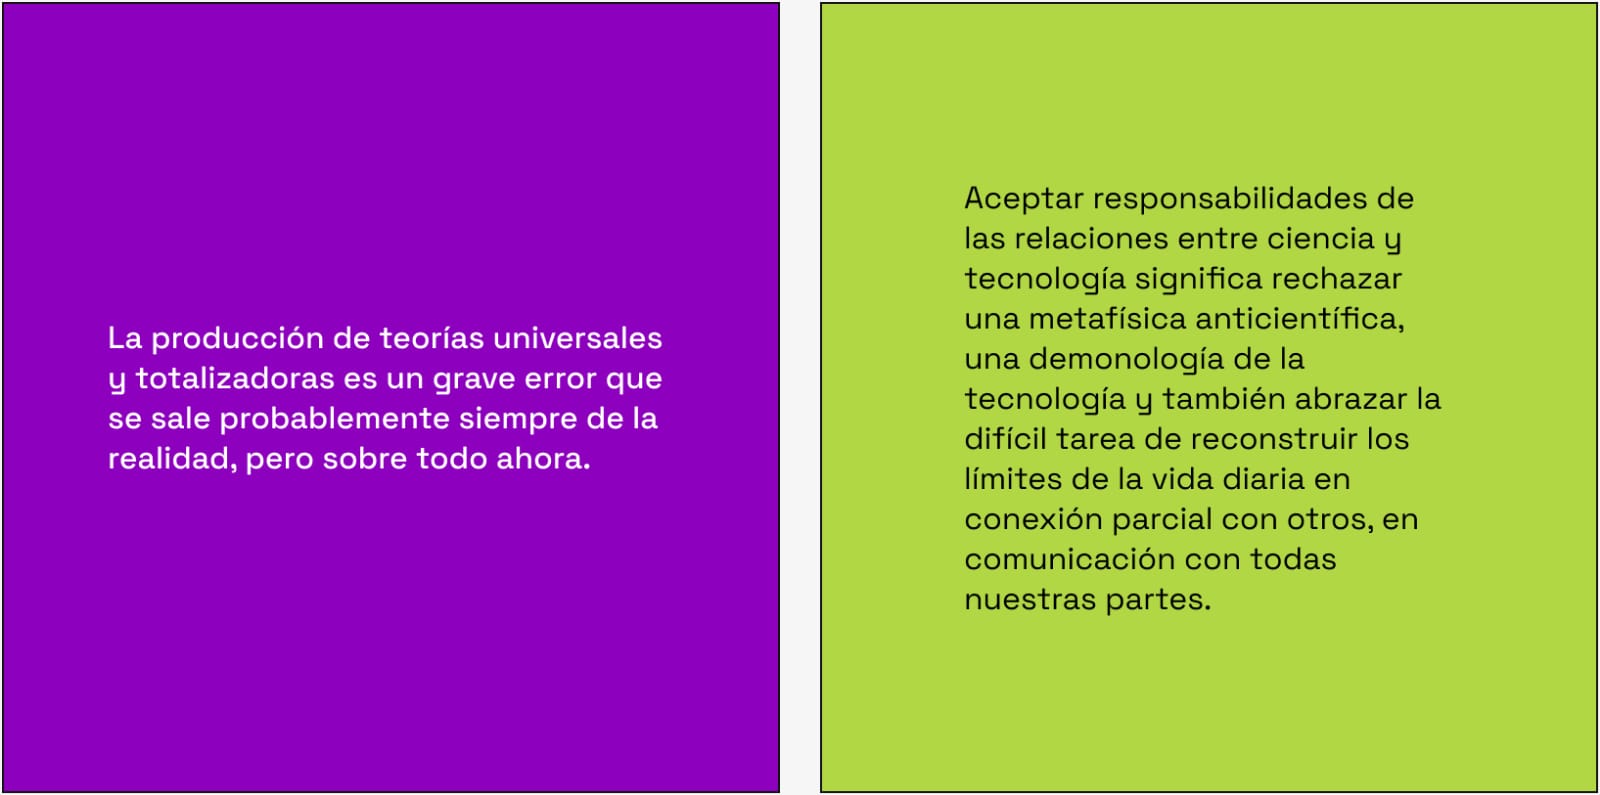 La producción de teorías universales
y totalizadoras es un grave error que
se sale probablemente siempre de la
realidad, pero sobre todo ahora.
Aceptar responsabilidades de
las relaciones entre ciencia y
tecnología significa rechazar
una metafísica anticientífica,
una demonología de la
tecnología y también abrazar la
difícil tarea de reconstruir los
límites de la vida diaria en
conexión parcial con otros, en
comunicación con todas
nuestras partes.